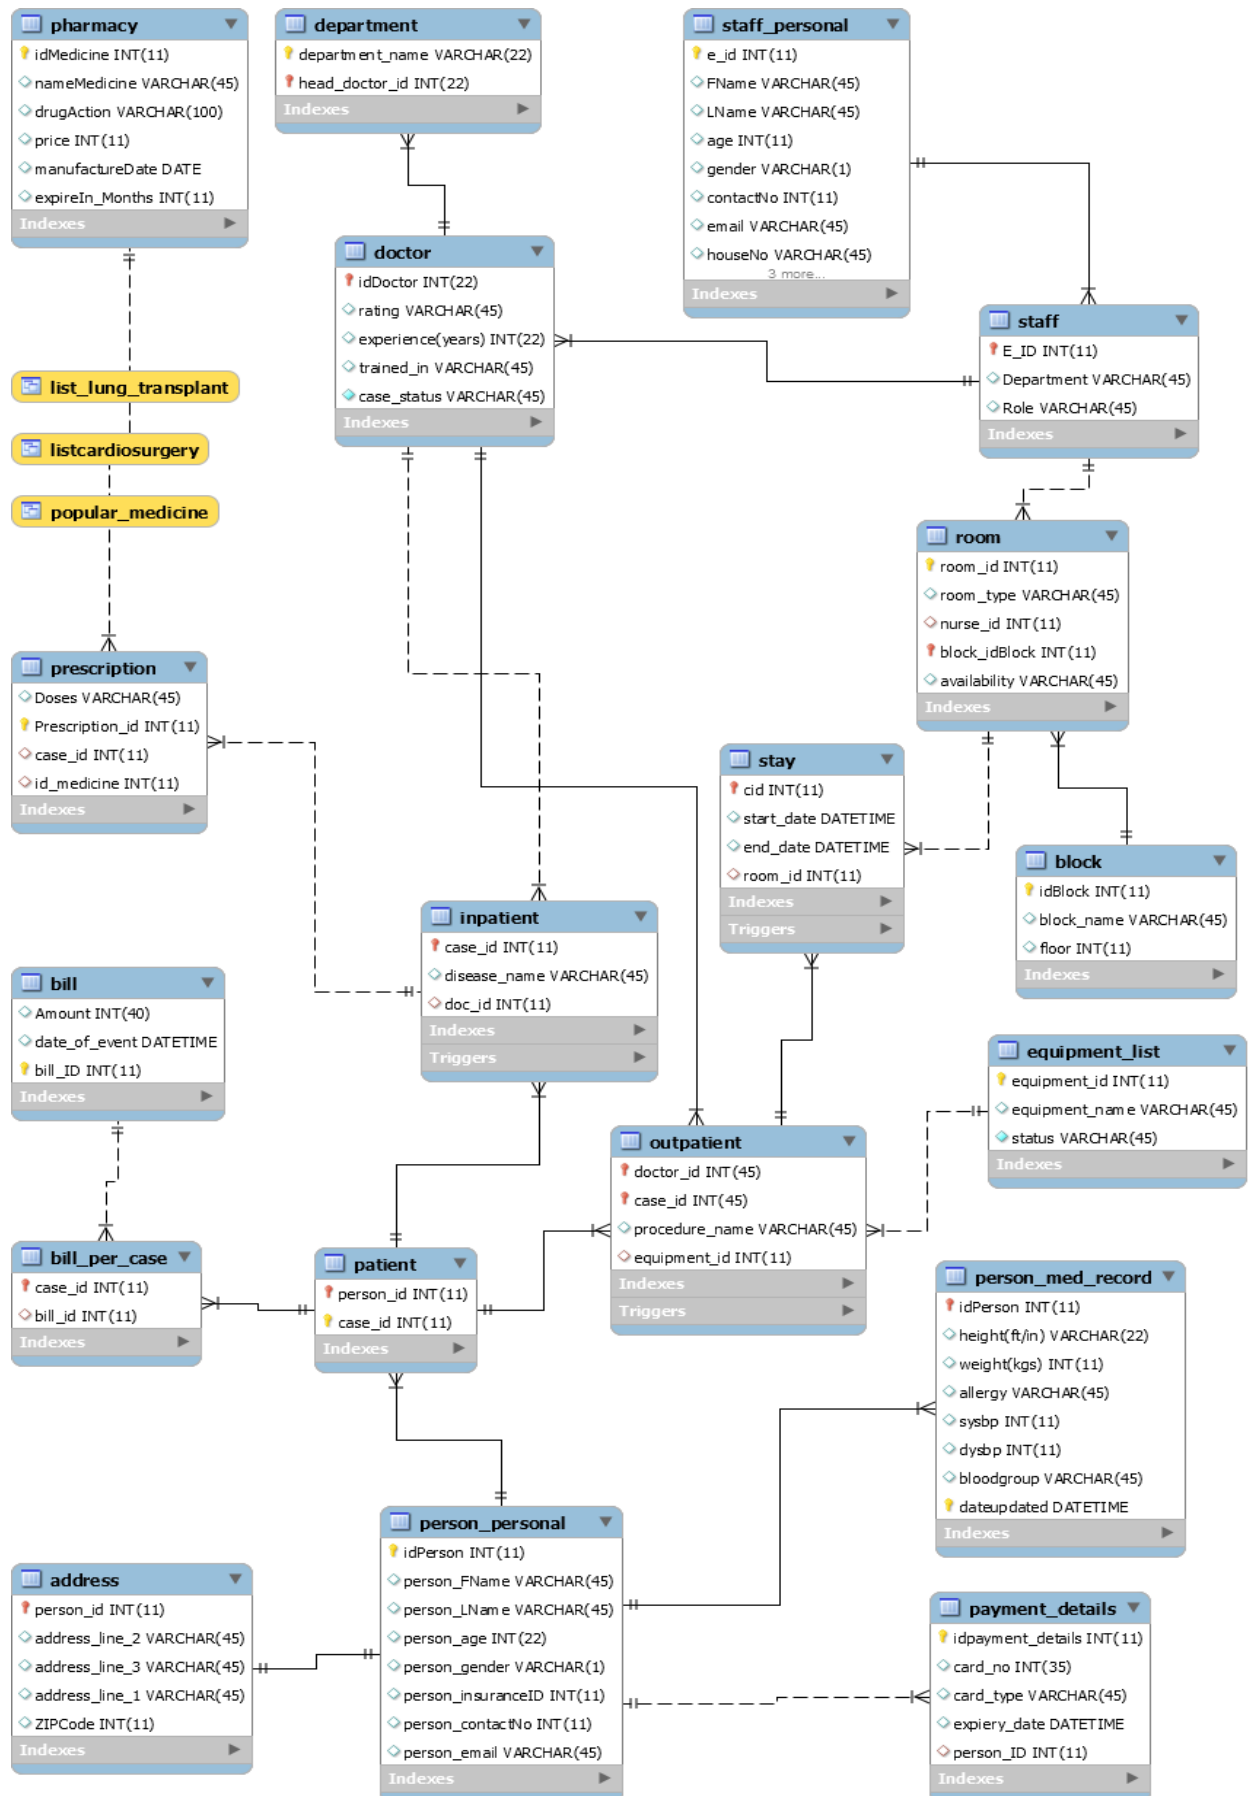 pharmacy
idMedicine INT(11)
nameMedicine VARCHAR(45)
drugAction VARCHAR(100)
price INT(11)
manufactureDate DATE
expireIn_Months INT(11)
Indexes
department
department_name VARCHAR(22)
head_doctor_id INT(22)
Indexes
staff_personal
e_id INT(11)
FName VARCHAR(45)
LName VARCHAR(45)
age INT(11)
gender VARCHAR(1)
contactNo INT(11)
email VARCHAR(45)
houseNo VARCHAR(45)
3 more...
Indexes
doctor
idDoctor INT(22)
rating VARCHAR(45)
experience(years) INT(22)
trained_in VARCHAR(45)
case_status VARCHAR(45)
Indexes
staff
E_ID INT(11)
Department VARCHAR(45)
Role VARCHAR(45)
Indexes
list_lung_transplant
listcardiosurgery
popular_medicine
room
room_id INT(11)
room_type VARCHAR(45)
nurse_id INT(11)
block_idBlock INT(11)
availability VARCHAR(45)
Indexes
prescription
Doses VARCHAR(45)
Prescription_id INT(11)
case_id INT(11)
id_medicine INT(11)
Indexes
stay
cid INT(11)
start_date DATETIME
end_date DATETIME
room_id INT(11)
Indexes
Triggers
block
idBlock INT(11)
block_name VARCHAR(45)
floor INT(11)
Indexes
inpatient
case_id INT(11)
disease_name VARCHAR(45)
doc_id INT(11)
Indexes
Triggers
bill
Amount INT(40)
date_of_event DATETIME
bill_ID INT(11)
Indexes
equipment_list
equipment_id INT(11)
equipment_name VARCHAR(45)
status VARCHAR(45)
Indexes
outpatient
doctor_id INT(45)
case_id INT(45)
procedure_name VARCHAR(45)
equipment_id INT(11)
Indexes
Triggers
bill_per_case
case_id INT(11)
bill_id INT(11)
Indexes
patient
person_id INT(11)
case_id INT(11)
Indexes
person_med_record
idPerson INT(11)
height(ft/in) VARCHAR(22)
weight(kgs) INT(11)
allergy VARCHAR(45)
sysbp INT(11)
dysbp INT(11)
bloodgroup VARCHAR(45)
dateupdated DATETIME
Indexes
person_personal
idPerson INT(11)
person_FName VARCHAR(45)
person_LName VARCHAR(45)
person_age INT(22)
person_gender VARCHAR(1)
person_insuranceID INT(11)
person_contactNo INT(11)
person_email VARCHAR(45)
Indexes
address
person_id INT(11)
address_line_2 VARCHAR(45)
address_line_3 VARCHAR(45)
address_line_1 VARCHAR(45)
ZIPCode INT(11)
Indexes
payment_details
idpayment_details INT(11)
card_no INT(35)
card_type VARCHAR(45)
expiery_date DATETIME
person_ID INT(11)
Indexes